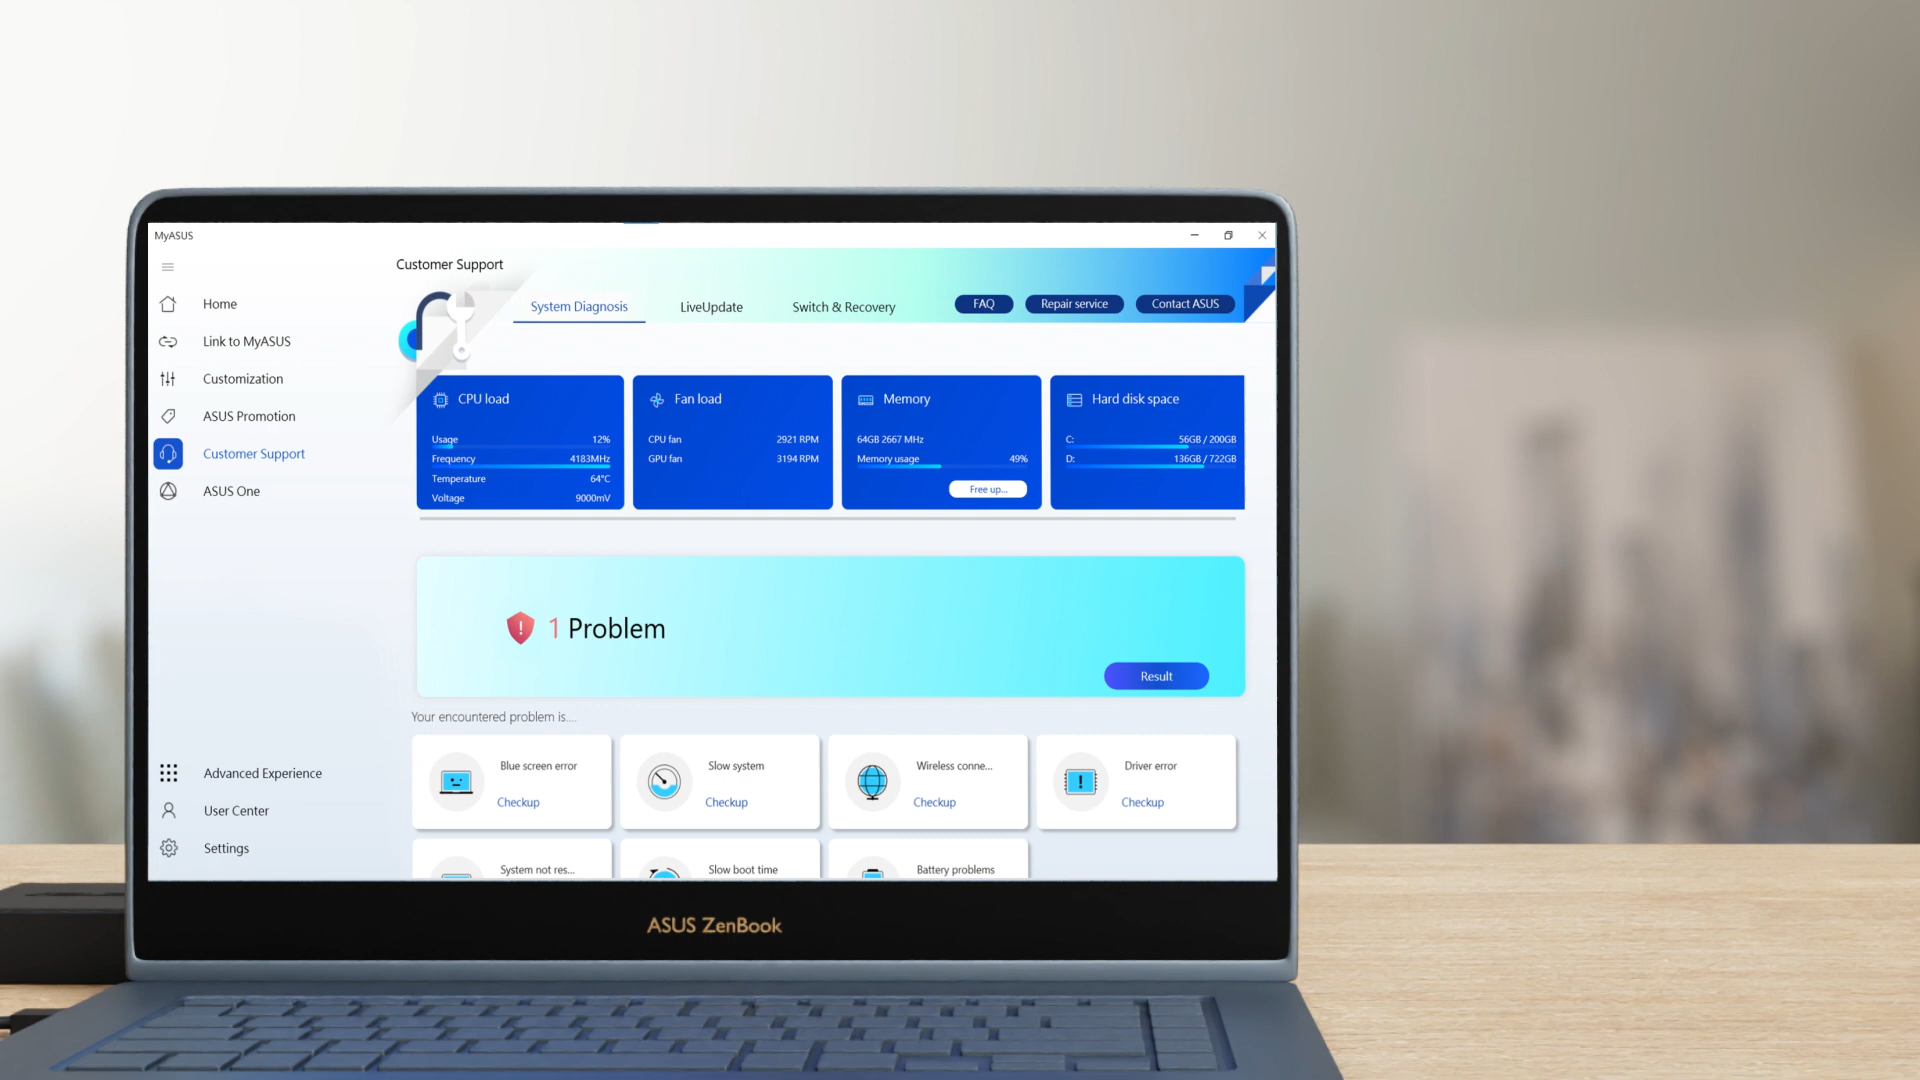 MyASUS
Customer Support
Home
Link to MyASUS
Customization
ASUS Promotion
Customer Support
ASUS One
Advanced Experience
User Center
Settings
System Diagnosis
LiveUpdate
Switch & Recovery
FAQ
Repair service
Contact ASUS
CPU load
Usage 12%
Frequency 4183MHz
Temperature 64°C
Voltage 9000mV
Fan load
CPU fan 2921 RPM
GPU fan 3194 RPM
Memory
64GB 2667 MHz
Memory usage 49%
Free up...
Hard disk space
C: 56GB / 200GB
D: 136GB / 722GB
1 Problem
Result
Your encountered problem is....
Blue screen error
Checkup
Slow system
Checkup
Wireless conne...
Checkup
Driver error
Checkup
System not res...
Slow boot time
Battery problems
ASUS ZenBook